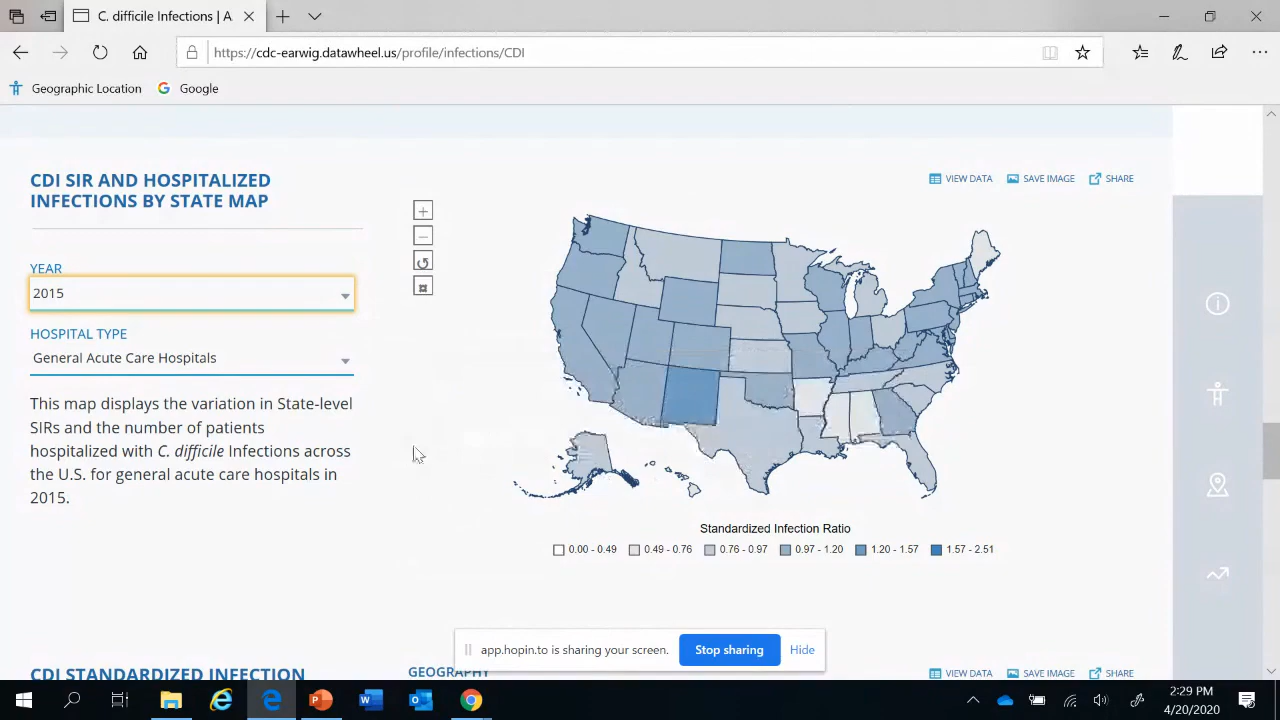 C. difficile Infections | A
https://cdc-earwig.datawheel.us/profile/infections/CDI
Geographic Location
Google
CDI SIR AND HOSPITALIZED
INFECTIONS BY STATE MAP
VIEW DATA
SAVE IMAGE
SHARE
YEAR
2015
HOSPITAL TYPE
General Acute Care Hospitals
This map displays the variation in State-level
SIRs and the number of patients
hospitalized with C. difficile Infections across
the U.S. for general acute care hospitals in
2015.
Standardized Infection Ratio
0.00 - 0.49
0.49 - 0.76
0.76 - 0.97
0.97 - 1.20
1.20 - 1.57
1.57 - 2.51
app.hopin.to is sharing your screen.
Stop sharing
Hide
CDI STANDARDIZED INFECTION
GEOGRAPHY
VIEW DATA
SAVE IMAGE
SHARE
2:29 PM
4/20/2020